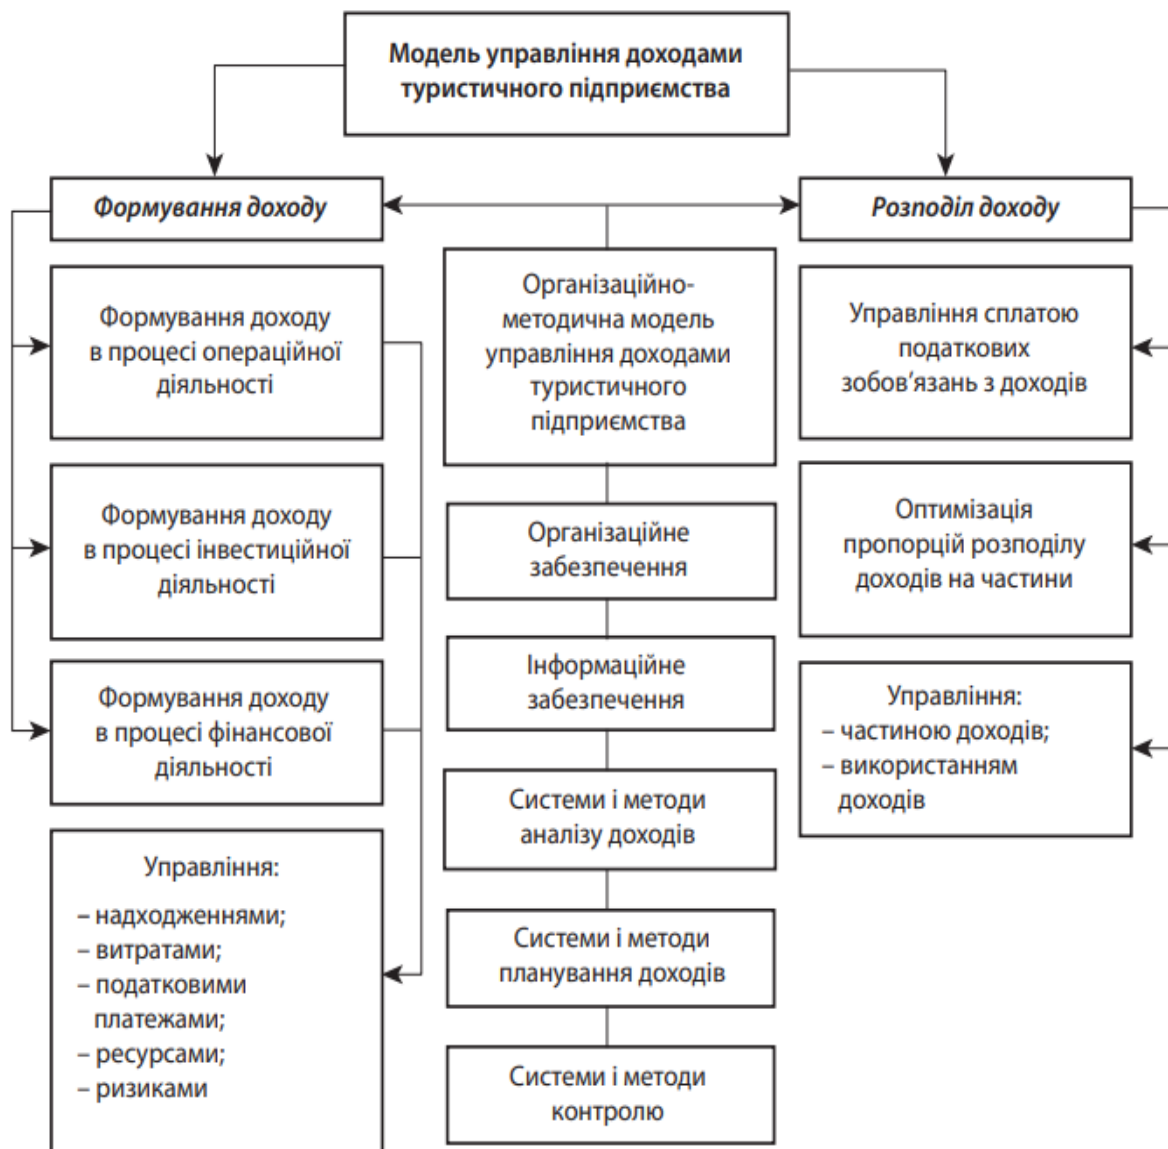 Модель управління доходами
туристичного підприємства
Формування доходу
Розподіл доходу
Формування доходу
в процесі операційної
діяльності
Формування доходу
в процесі інвестиційної
діяльності
Формування доходу
в процесі фінансової
діяльності
Управління:
– надходженнями;
– витратами;
– податковими
платежами;
– ресурсами;
– ризиками
Організаційно-
методична модель
управління доходами
туристичного
підприємства
Організаційне
забезпечення
Інформаційне
забезпечення
Системи і методи
аналізу доходів
Системи і методи
планування доходів
Системи і методи
контролю
Управління сплатою
податкових
зобов’язань з доходів
Оптимізація
пропорцій розподілу
доходів на частини
Управління:
– частиною доходів;
– використанням
доходів